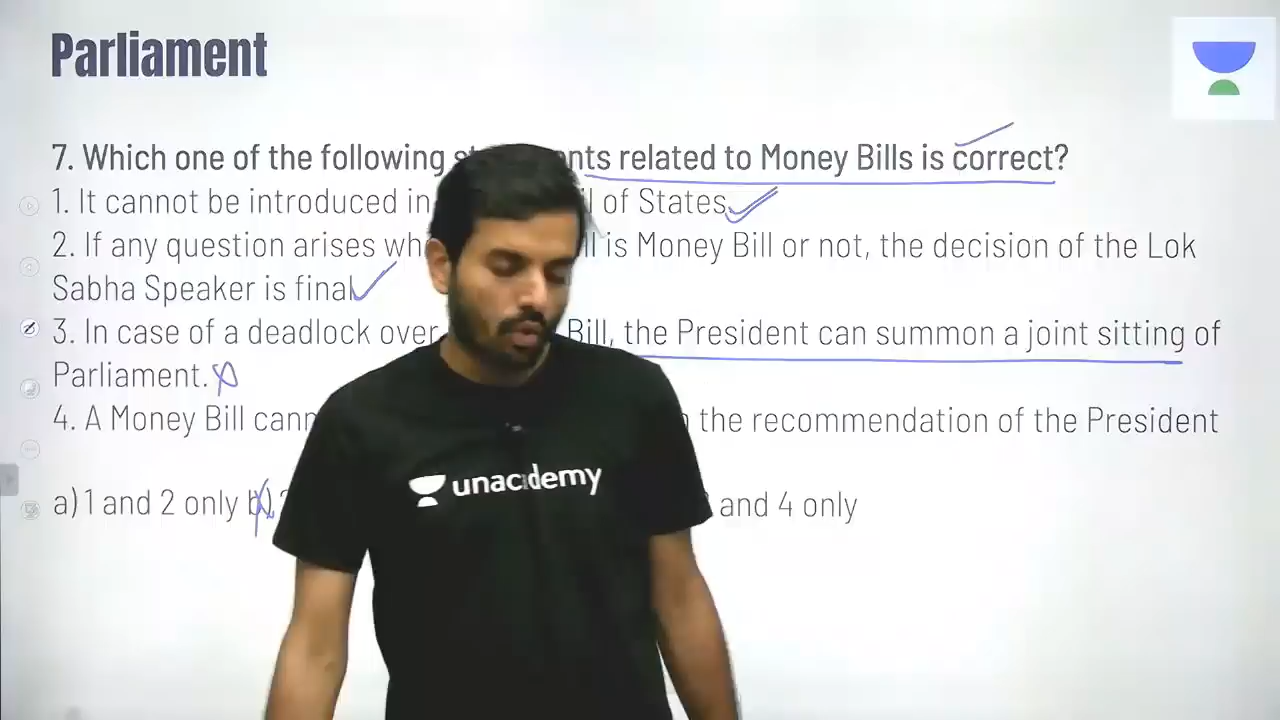 Parliament
7. Which one of the following nts related to Money Bills is correct?
1. It cannot be introduced in of States
2. If any question arises is Money Bill or not, the decision of the Lok
Sabha Speaker is final
3. In case of a deadlock over Bill, the President can summon a joint sitting of
Parliament.
4. A Money Bill the recommendation of the President
a) 1 and 2 only b) and 4 only
unacademy